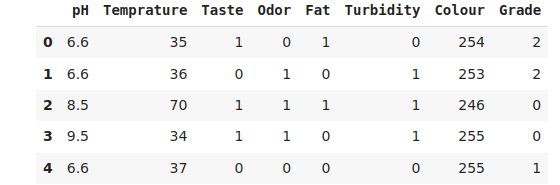 pH Temprature Taste Odor Fat Turbidity Colour Grade
0 6.6 35 1 0 1 0 254 2
1 6.6 36 0 1 0 1 253 2
2 8.5 70 1 1 1 1 246 0
3 9.5 34 1 1 0 1 255 0
4 6.6 37 0 0 0 0 255 1